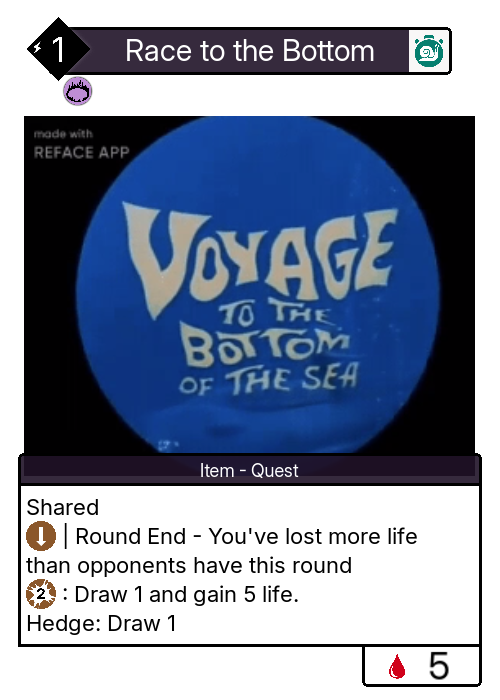 1
Race to the Bottom
made with
REFACE APP
VOYAGE
TO THE
BOTTOM
OF THE SEA
Item - Quest
Shared
| Round End - You've lost more life
than opponents have this round
2 : Draw 1 and gain 5 life.
Hedge: Draw 1
5